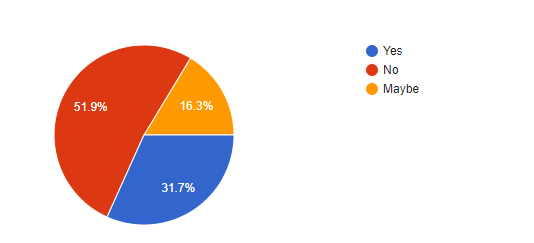 Yes
No
Maybe
51.9%
16.3%
31.7%